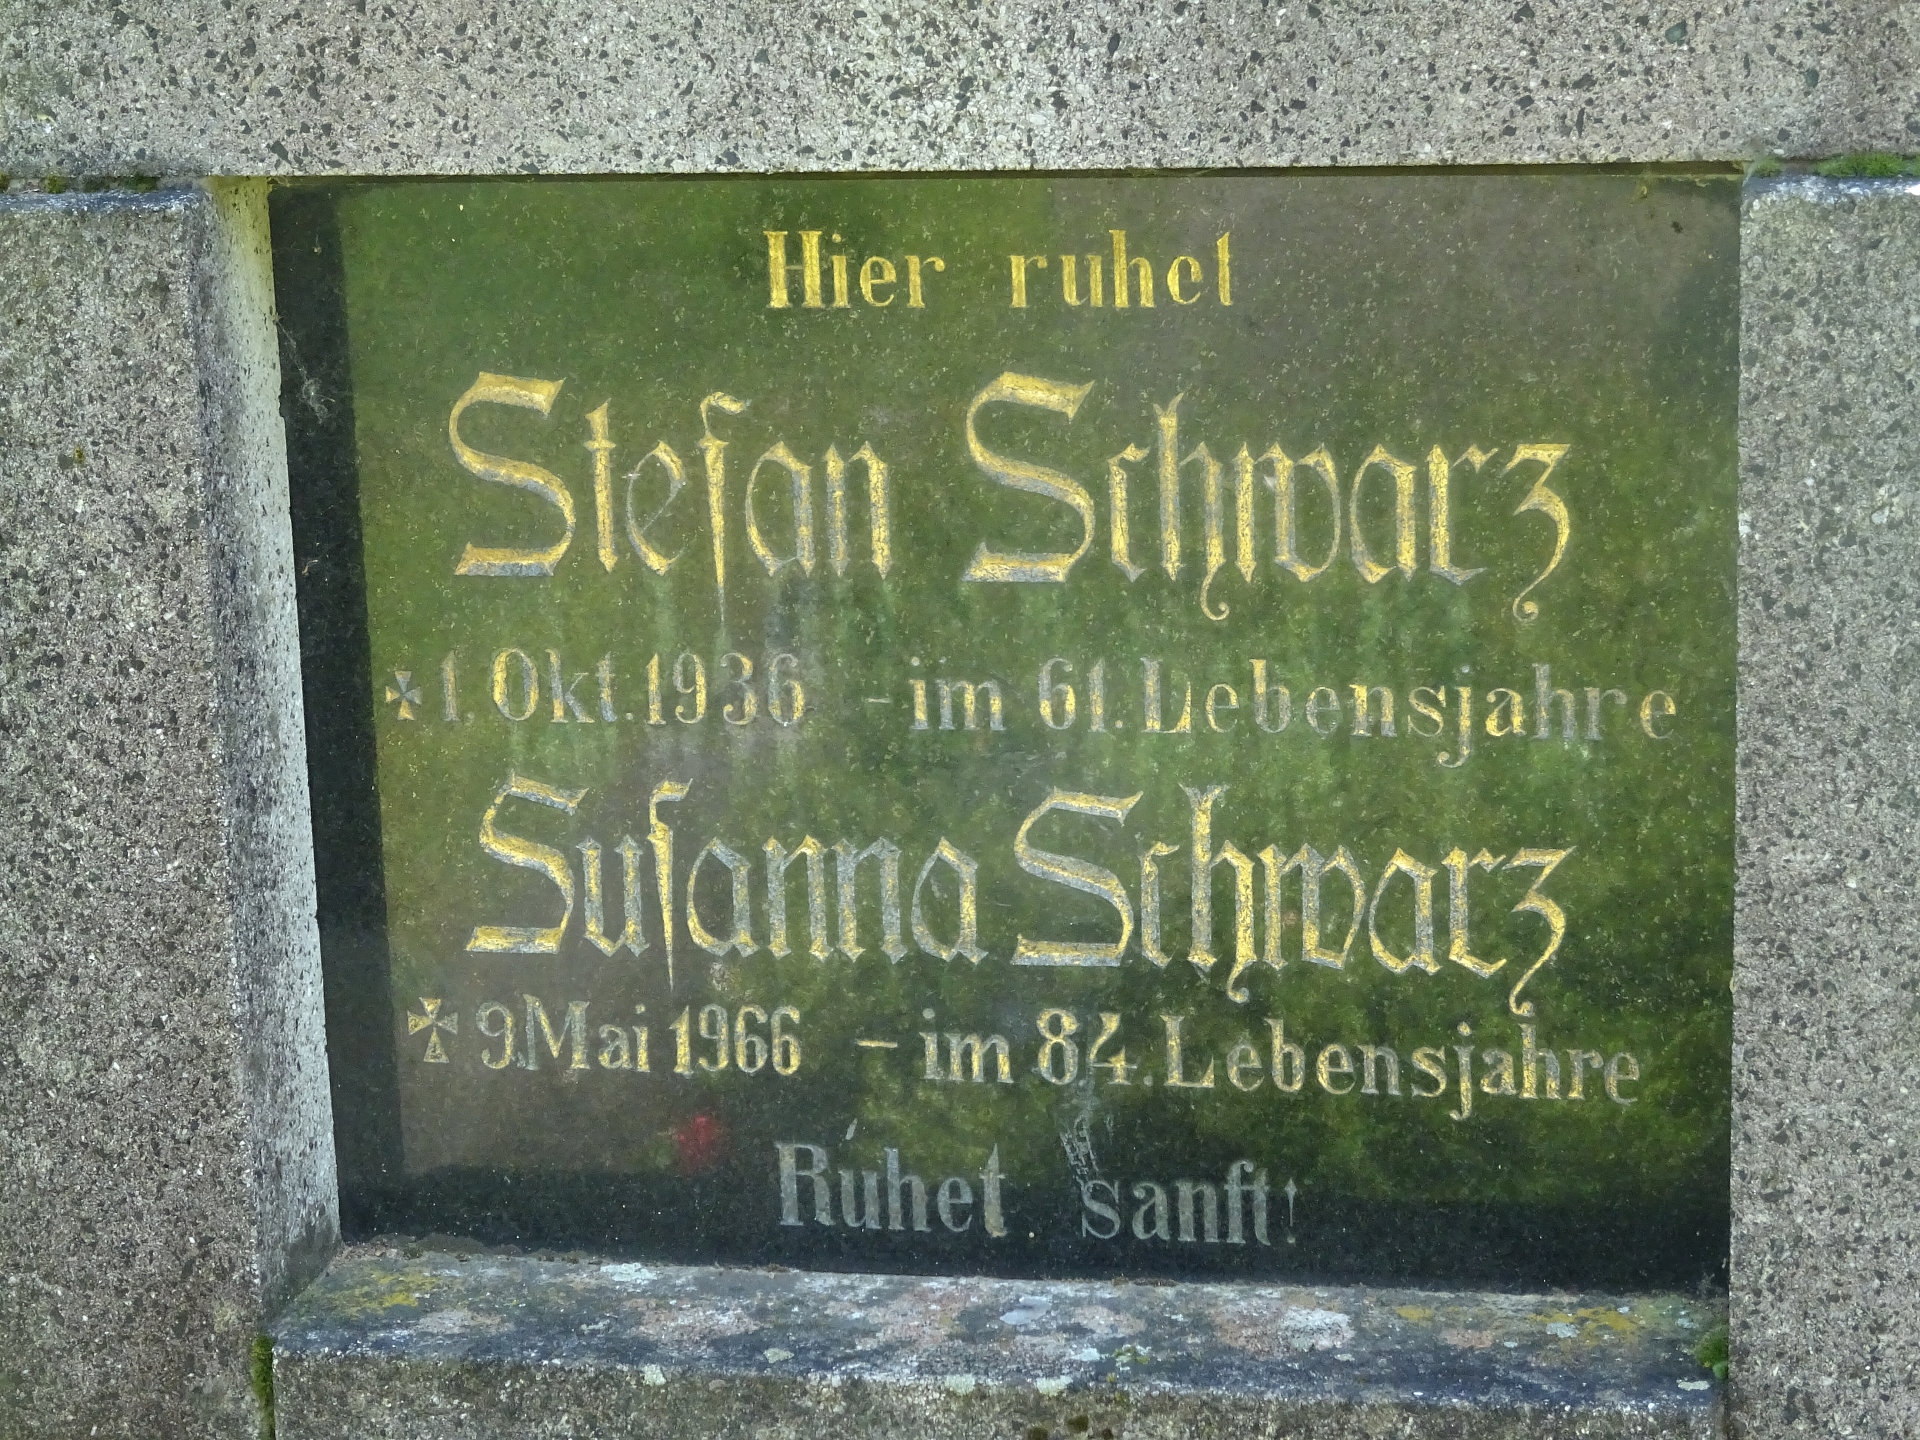 Hier ruhet
Stefan Schwarz
✠ 1. Okt. 1936 - im 61. Lebensjahre
Susanna Schwarz
✠ 9. Mai 1966 - im 84. Lebensjahre
Ruhet sanft!